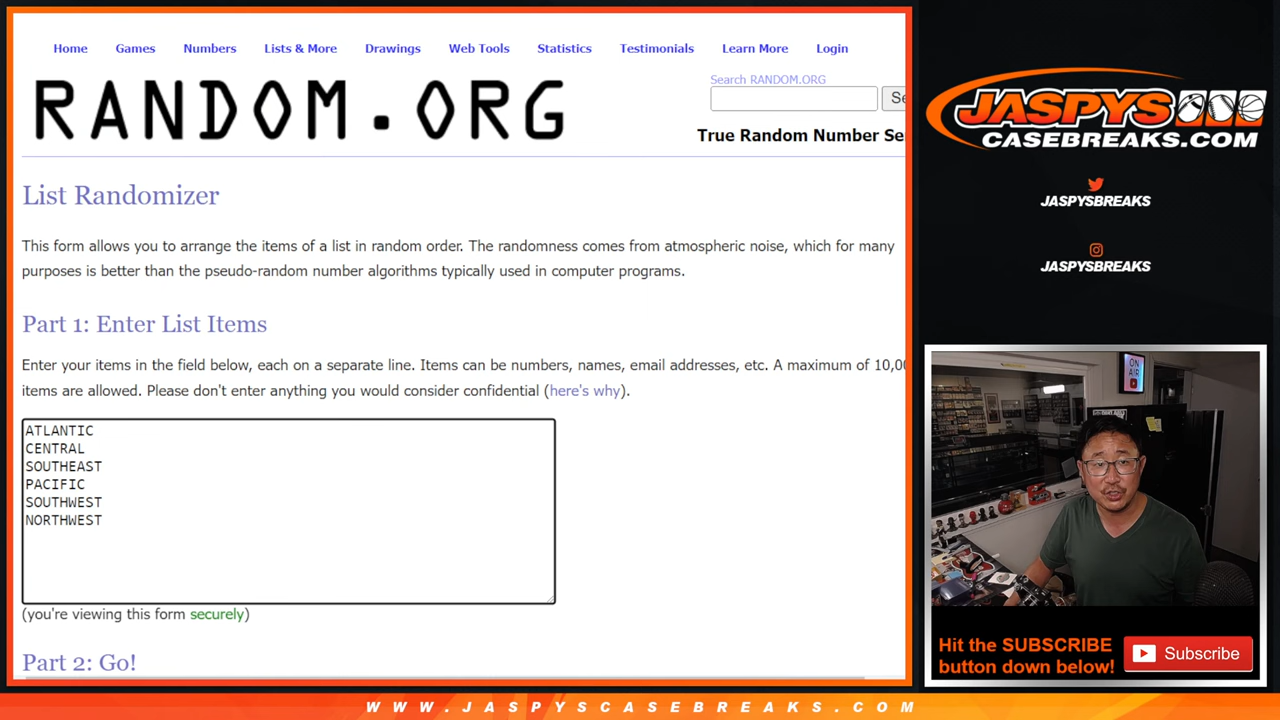 Home Games Numbers Lists & More Drawings Web Tools Statistics Testimonials Learn More Login
RANDOM.ORG
Search RANDOM.ORG
Se
True Random Number Se
List Randomizer
This form allows you to arrange the items of a list in random order. The randomness comes from atmospheric noise, which for many
purposes is better than the pseudo-random number algorithms typically used in computer programs.
Part 1: Enter List Items
Enter your items in the field below, each on a separate line. Items can be numbers, names, email addresses, etc. A maximum of 10,00
items are allowed. Please don't enter anything you would consider confidential (here's why).
ATLANTIC
CENTRAL
SOUTHEAST
PACIFIC
SOUTHWEST
NORTHWEST
(you're viewing this form securely)
Part 2: Go!
JASPYS
CASEBREAKS.COM
JASPYSBREAKS
JASPYSBREAKS
ON
AIR
Hit the SUBSCRIBE
button down below!
Subscribe
WWW.JASPYSCASEBREAKS.COM